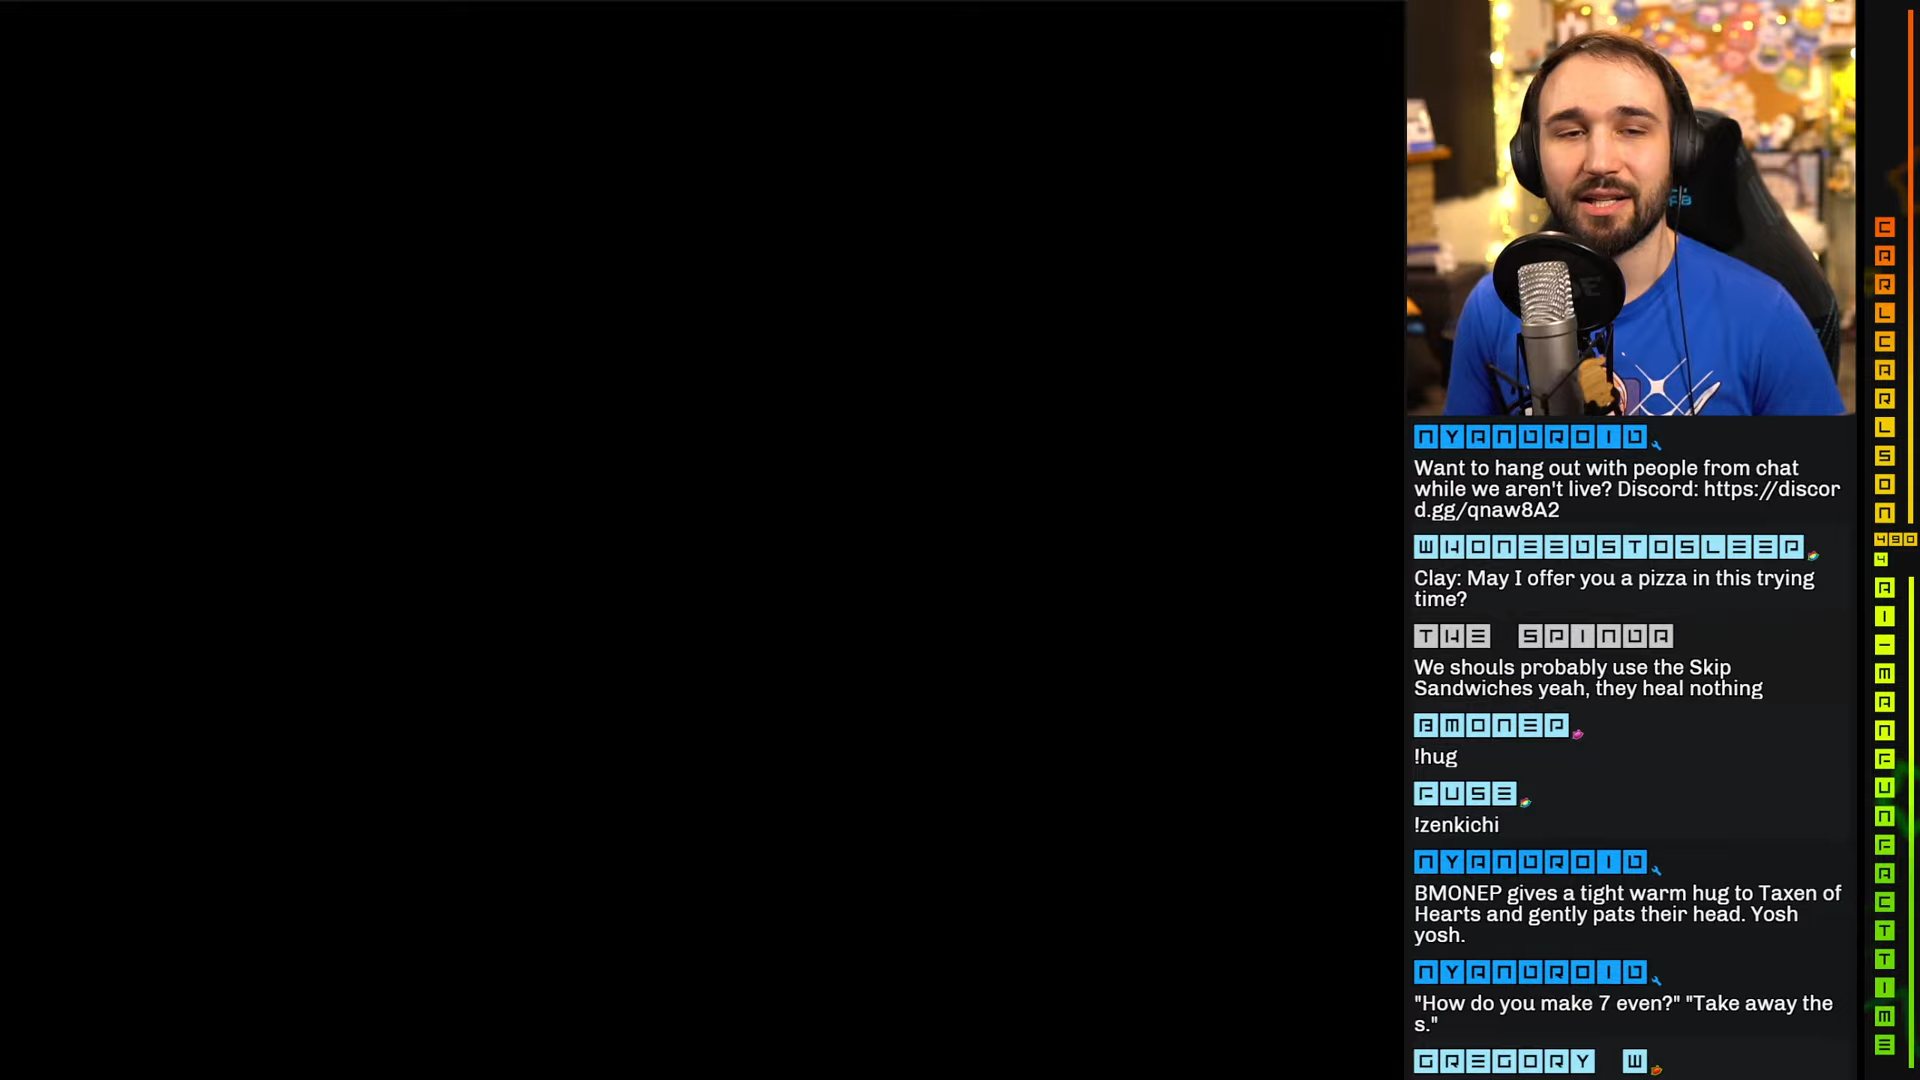 NYANDROID
Want to hang out with people from chat
while we aren't live? Discord: https://discor
d.gg/qnaw8A2
WHONEEDSTOSLEEP
Clay: May I offer you a pizza in this trying
time?
THE SPINDA
We shouls probably use the Skip
Sandwiches yeah, they heal nothing
BMONEP
!hug
FUSE
!zenkichi
NYANDROID
BMONEP gives a tight warm hug to Taxen of
Hearts and gently pats their head. Yosh
yosh.
NYANDROID
"How do you make 7 even?" "Take away the
s."
GREGORY W
CARLCARLSON
490
4
AI-MANFUNFACTTIME